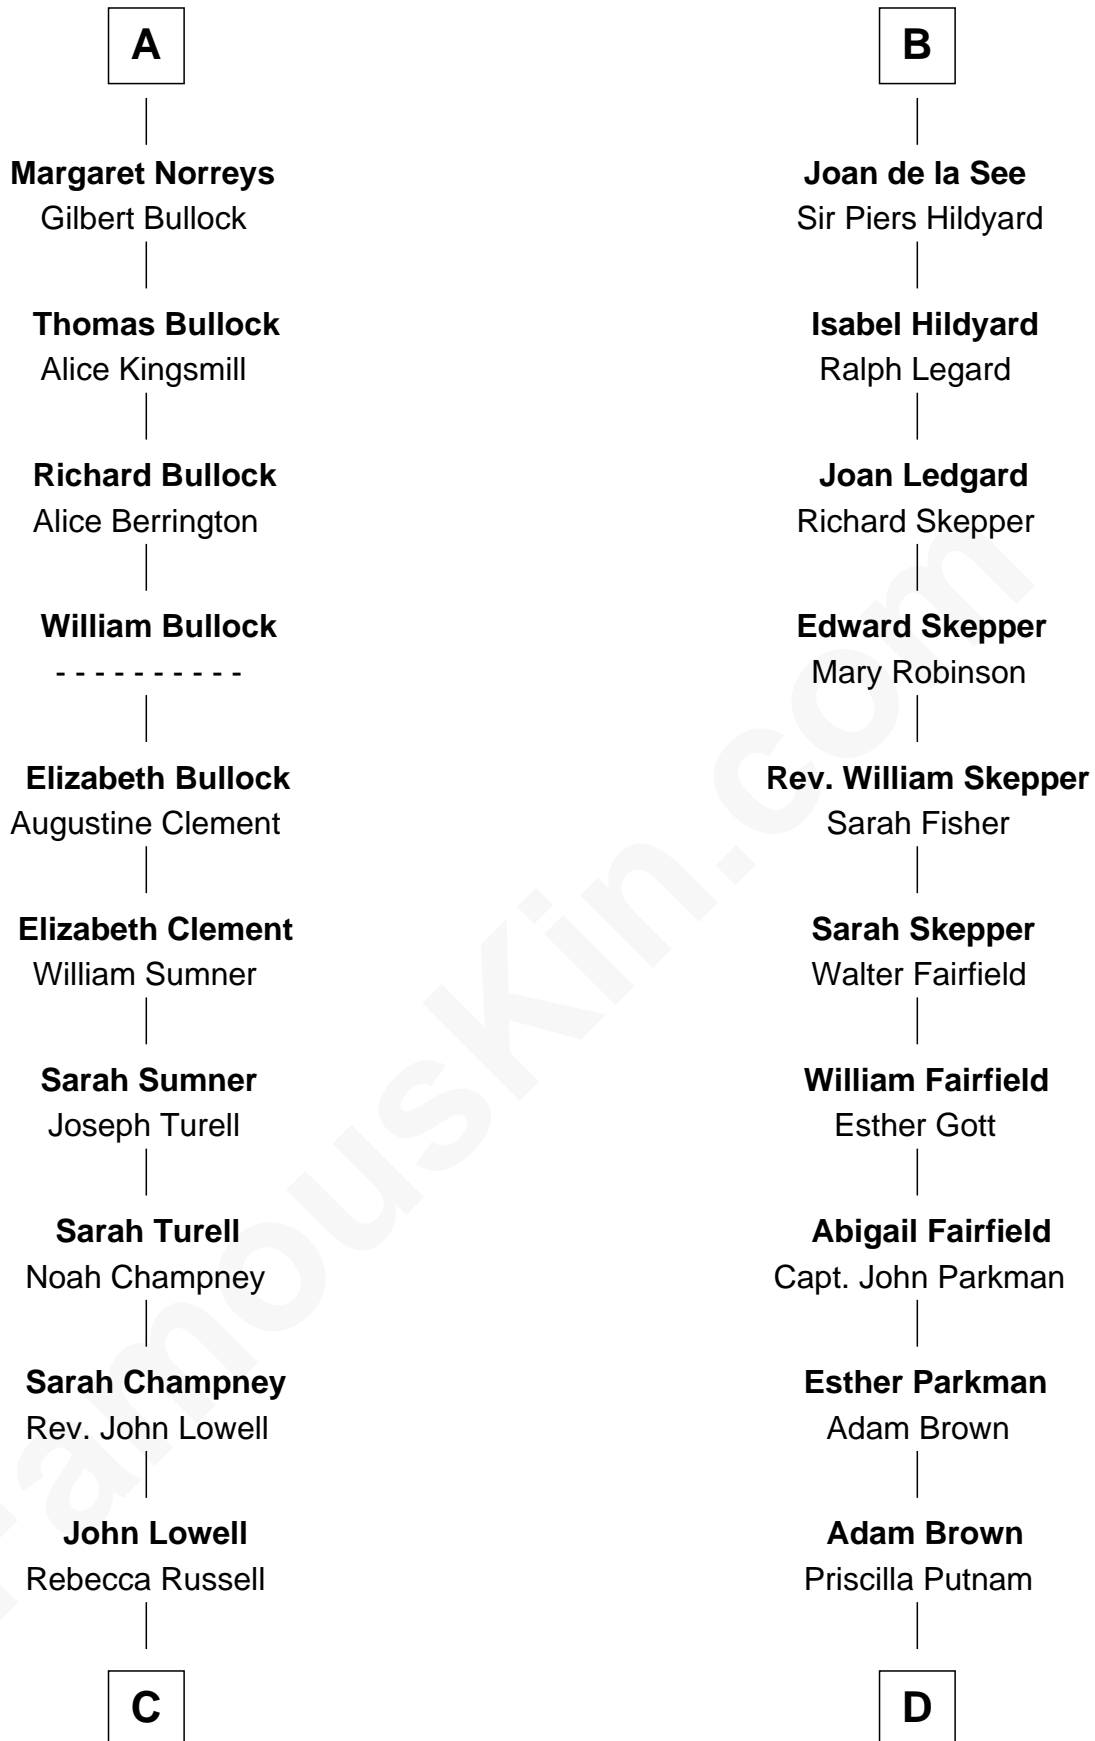 A
Margaret Norreys
Gilbert Bullock
Thomas Bullock
Alice Kingsmill
Richard Bullock
Alice Berrington
William Bullock
- - - - - - - - - -
Elizabeth Bullock
Augustine Clement
Elizabeth Clement
William Sumner
Sarah Sumner
Joseph Turell
Sarah Turell
Noah Champney
Sarah Champney
Rev. John Lowell
John Lowell
Rebecca Russell
C
B
Joan de la See
Sir Piers Hildyard
Isabel Hildyard
Ralph Legard
Joan Ledgard
Richard Skepper
Edward Skepper
Mary Robinson
Rev. William Skepper
Sarah Fisher
Sarah Skepper
Walter Fairfield
William Fairfield
Esther Gott
Abigail Fairfield
Capt. John Parkman
Esther Parkman
Adam Brown
Adam Brown
Priscilla Putnam
D
FamousKin.com